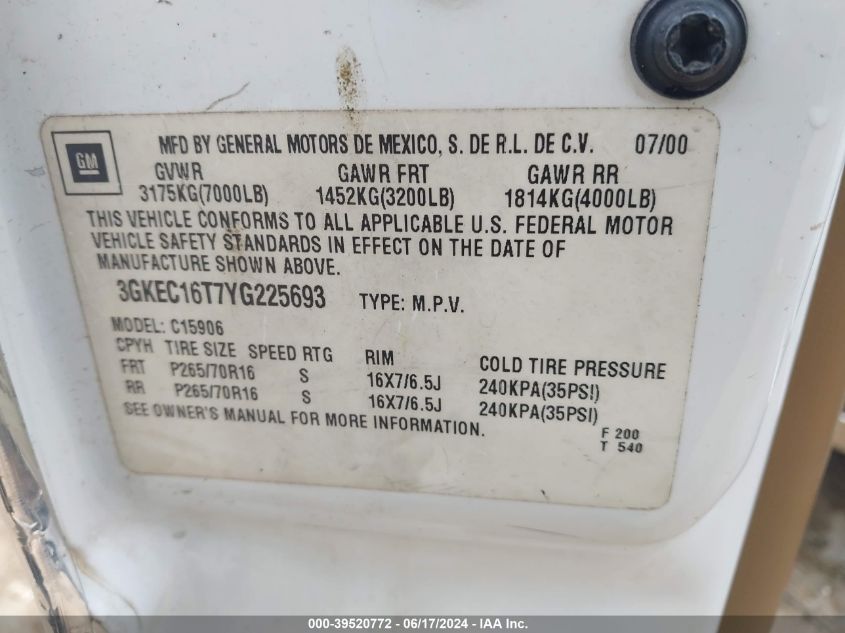 GM
MFD BY GENERAL MOTORS DE MEXICO, S. DE R.L. DE C.V. 07/00
GVWR GAWR FRT GAWR RR
3175KG(7000LB) 1452KG(3200LB) 1814KG(4000LB)
THIS VEHICLE CONFORMS TO ALL APPLICABLE U.S. FEDERAL MOTOR
VEHICLE SAFETY STANDARDS IN EFFECT ON THE DATE OF
MANUFACTURE SHOWN ABOVE.
3GKEC16T7YG225693 TYPE: M.P.V.
MODEL: C15906
CPYH TIRE SIZE SPEED RTG RIM COLD TIRE PRESSURE
FRT P265/70R16 S 16X7/6.5J 240KPA(35PSI)
RR P265/70R16 S 16X7/6.5J 240KPA(35PSI)
SEE OWNER'S MANUAL FOR MORE INFORMATION.
F 200
T 540
000-39520772 - 06/17/2024 - IAA Inc.